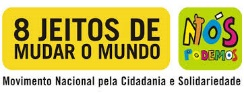 8 JEITOS DE
MUDAR O MUNDO
NÓS
PODEMOS
Movimento Nacional pela Cidadania e Solidariedade